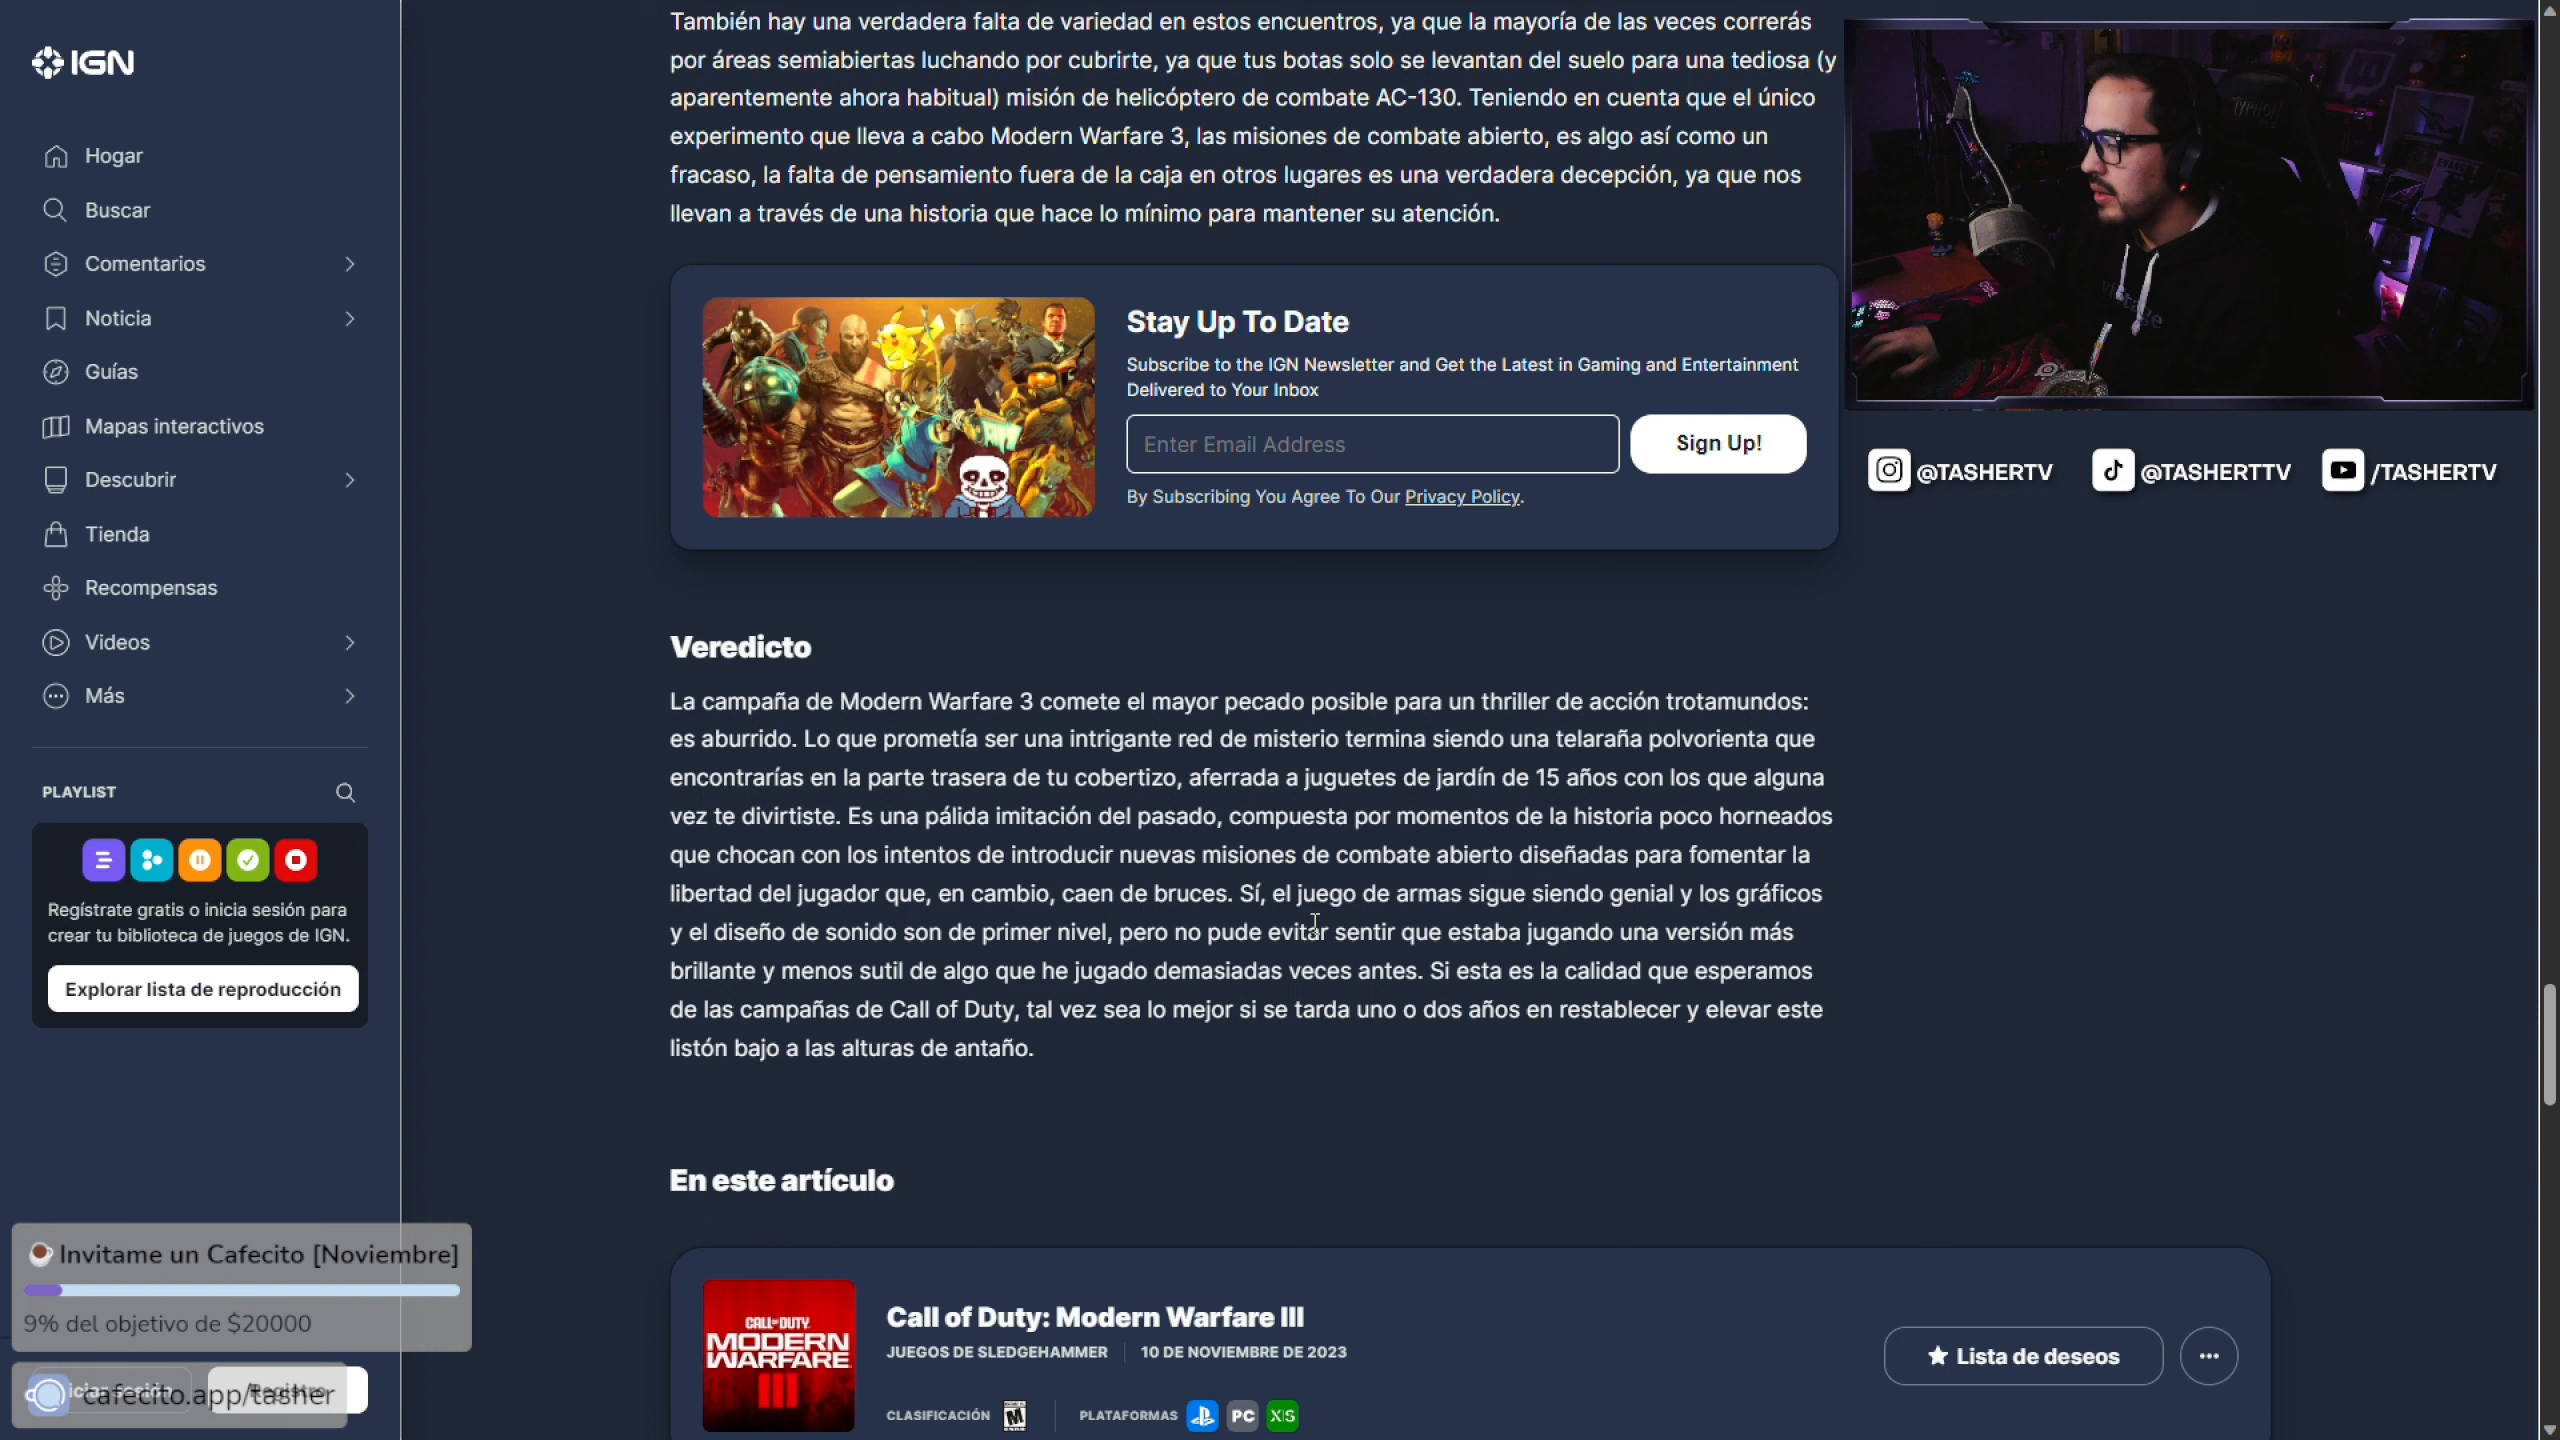 IGN
Hogar
Buscar
Comentarios
Noticia
Guías
Mapas interactivos
Descubrir
Tienda
Recompensas
Videos
Más
PLAYLIST
Regístrate gratis o inicia sesión para
crear tu biblioteca de juegos de IGN.
Explorar lista de reproducción
Invitame un Cafecito [Noviembre]
9% del objetivo de $20000
cafecito.app/tasher
También hay una verdadera falta de variedad en estos encuentros, ya que la mayoría de las veces correrás
por áreas semiabiertas luchando por cubrirte, ya que tus botas solo se levantan del suelo para una tediosa (y
aparentemente ahora habitual) misión de helicóptero de combate AC-130. Teniendo en cuenta que el único
experimento que lleva a cabo Modern Warfare 3, las misiones de combate abierto, es algo así como un
fracaso, la falta de pensamiento fuera de la caja en otros lugares es una verdadera decepción, ya que nos
llevan a través de una historia que hace lo mínimo para mantener su atención.
Stay Up To Date
Subscribe to the IGN Newsletter and Get the Latest in Gaming and Entertainment
Delivered to Your Inbox
Enter Email Address
Sign Up!
By Subscribing You Agree To Our Privacy Policy.
@TASHERTV
@TASHERTTV
/TASHERTV
Veredicto
La campaña de Modern Warfare 3 comete el mayor pecado posible para un thriller de acción trotamundos:
es aburrido. Lo que prometía ser una intrigante red de misterio termina siendo una telaraña polvorienta que
encontrarías en la parte trasera de tu cobertizo, aferrada a juguetes de jardín de 15 años con los que alguna
vez te divirtiste. Es una pálida imitación del pasado, compuesta por momentos de la historia poco horneados
que chocan con los intentos de introducir nuevas misiones de combate abierto diseñadas para fomentar la
libertad del jugador que, en cambio, caen de bruces. Sí, el juego de armas sigue siendo genial y los gráficos
y el diseño de sonido son de primer nivel, pero no pude evitar sentir que estaba jugando una versión más
brillante y menos sutil de algo que he jugado demasiadas veces antes. Si esta es la calidad que esperamos
de las campañas de Call of Duty, tal vez sea lo mejor si se tarda uno o dos años en restablecer y elevar este
listón bajo a las alturas de antaño.
En este artículo
CALL OF DUTY
MODERN
WARFARE
III
Call of Duty: Modern Warfare III
JUEGOS DE SLEDGEHAMMER
10 DE NOVIEMBRE DE 2023
CLASIFICACIÓN
M
PLATAFORMAS
PC
X|S
Lista de deseos